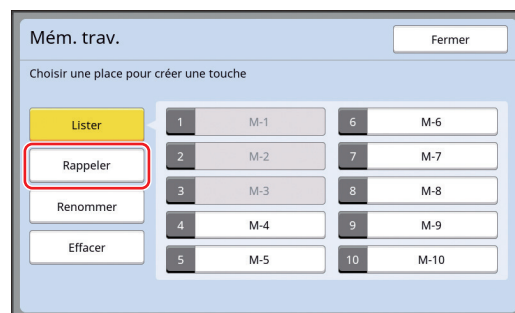 Mém. trav.
Fermer
Choisir une place pour créer une touche
Lister
Rappeler
Renommer
Effacer
1 M-1
2 M-2
3 M-3
4 M-4
5 M-5
6 M-6
7 M-7
8 M-8
9 M-9
10 M-10